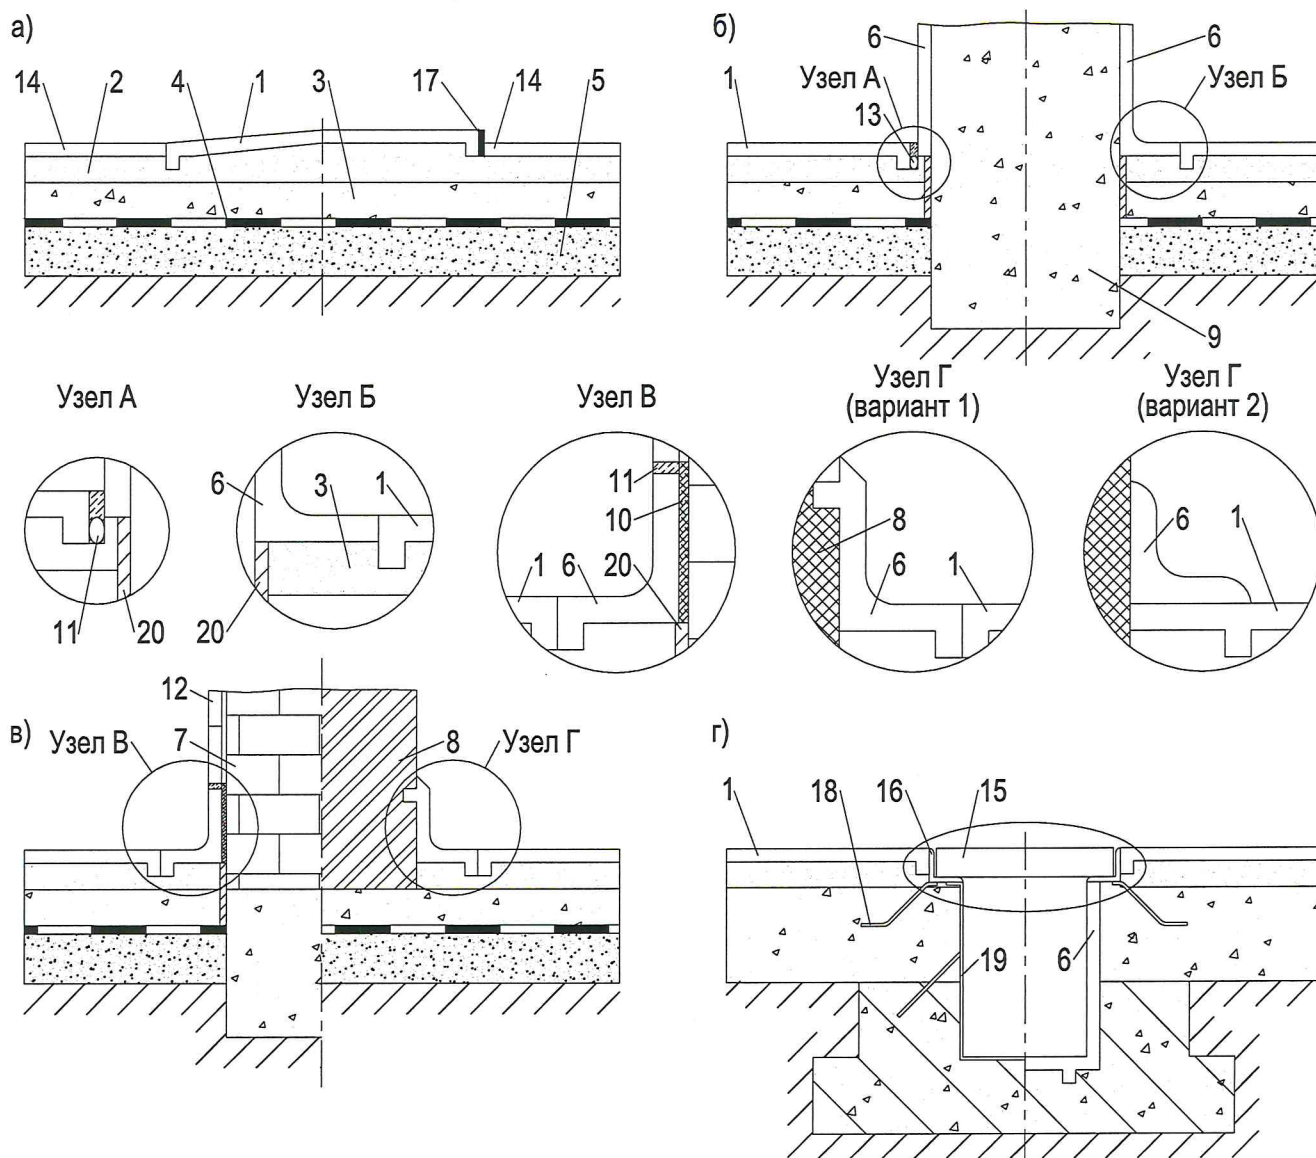 а)
14 2 4 1 3 17 14 5
б)
6 6
1 Узел А Узел Б
13
9
Узел А
11 20
Узел Б
6 3 1
20
Узел В
11
10
1 6 20
Узел Г
(вариант 1)
8
6 1
Узел Г
(вариант 2)
6 1
в)
12
Узел В 7 8 Узел Г
г)
1 18 16 15
19 6